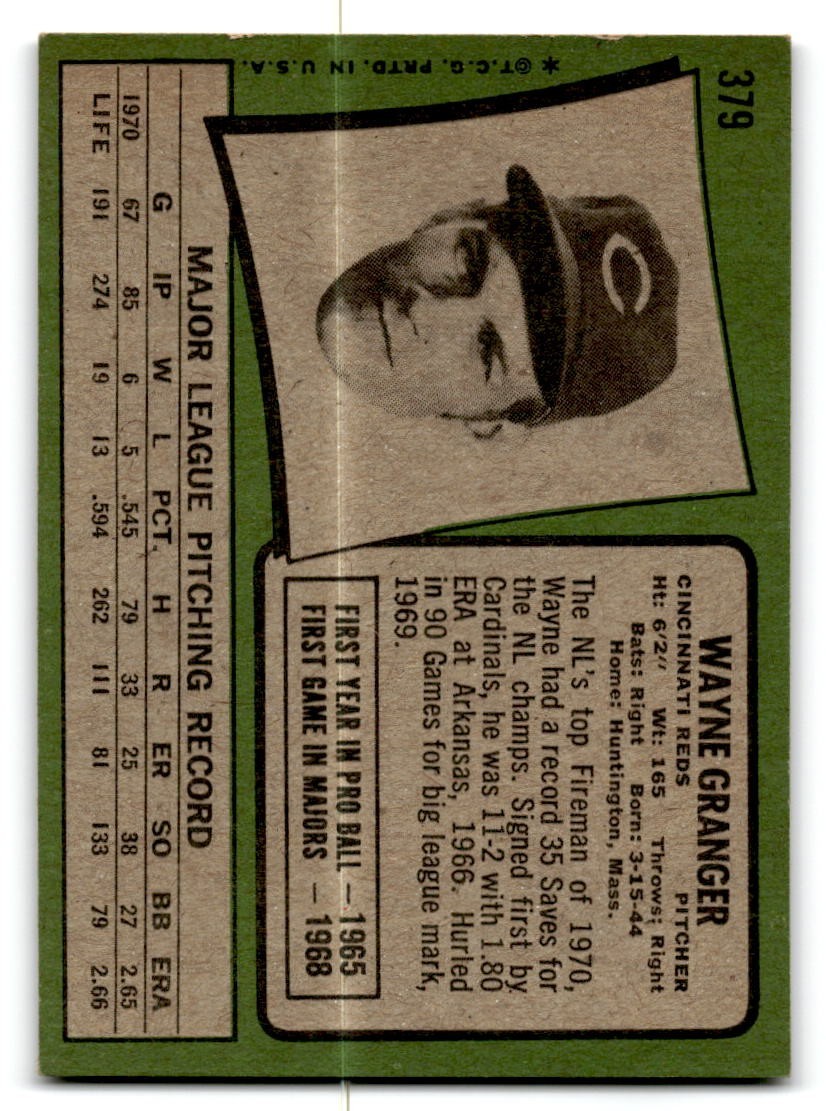 379
*©T.C.G. PRTD. IN U.S.A.
C
WAYNE GRANGER
CINCINNATI REDS PITCHER
Ht: 6'2" Wt: 165 Throws: Right
Bats: Right Born: 3-15-44
Home: Huntington, Mass.
The NL's top Fireman of 1970,
Wayne had a record 35 Saves for
the NL champs. Signed first by
Cardinals, he was 11-2 with 1.80
ERA at Arkansas, 1966. Hurled
in 90 Games for big league mark,
1969.
FIRST YEAR IN PRO BALL — 1965
FIRST GAME IN MAJORS — 1968
MAJOR LEAGUE PITCHING RECORD
G IP W L PCT. H R ER SO BB ERA
1970 67 85 6 5 .545 79 33 25 38 27 2.65
LIFE 191 274 19 13 .594 262 111 81 133 79 2.66